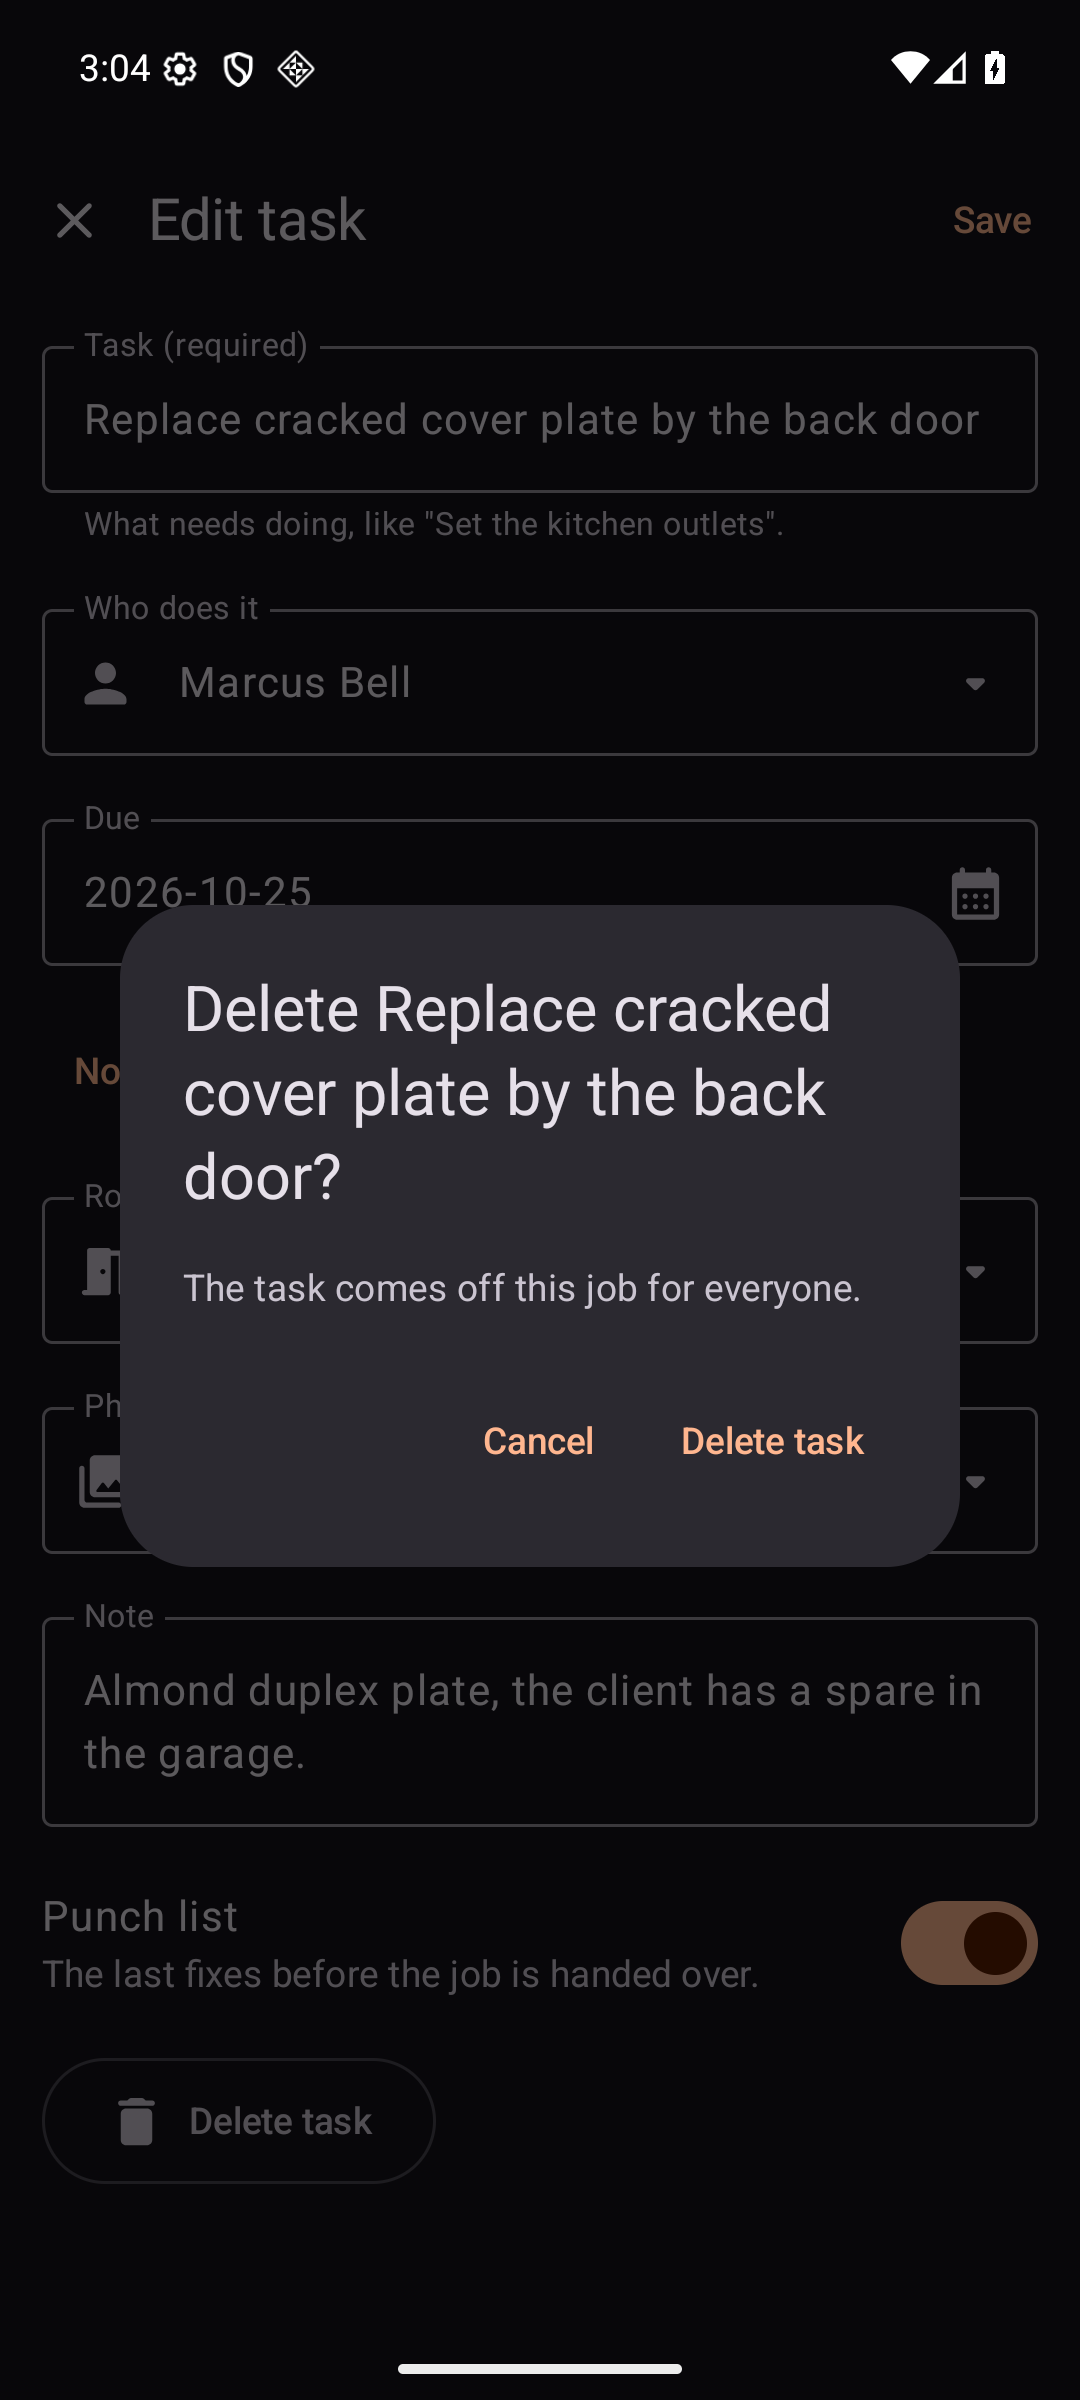 3:04
Edit task
Save
Task (required)
Replace cracked cover plate by the back door
What needs doing, like "Set the kitchen outlets".
Who does it
Marcus Bell
Due
2026-10-25
Delete Replace cracked
cover plate by the back
door?
The task comes off this job for everyone.
Cancel
Delete task
Note
Almond duplex plate, the client has a spare in
the garage.
Punch list
The last fixes before the job is handed over.
Delete task